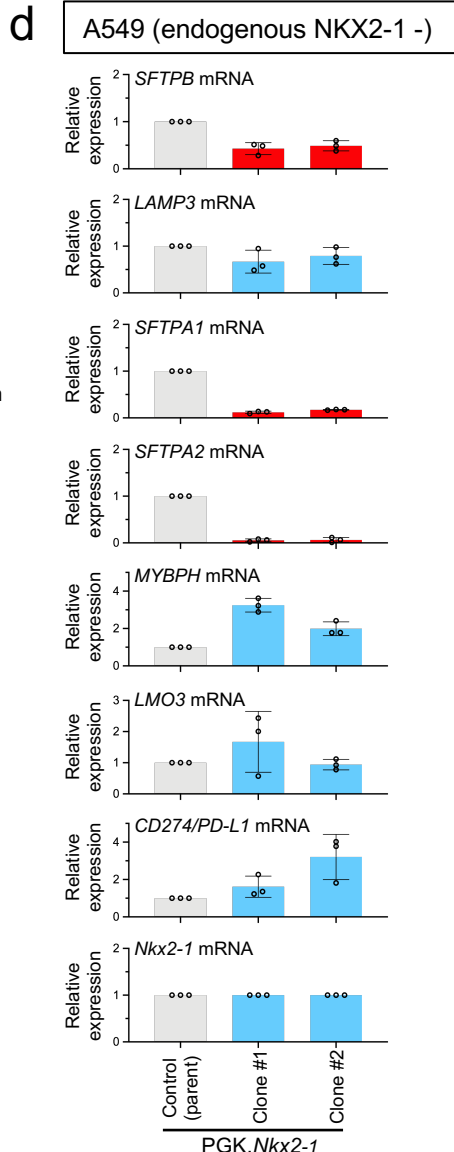 d
A549 (endogenous NKX2-1 -)
SFTPB mRNA
Relative
expression
2
1
0
LAMP3 mRNA
Relative
expression
2
1
0
SFTPA1 mRNA
Relative
expression
2
1
0
SFTPA2 mRNA
Relative
expression
2
1
0
MYBPH mRNA
Relative
expression
4
2
0
LMO3 mRNA
Relative
expression
3
2
1
0
CD274/PD-L1 mRNA
Relative
expression
4
2
0
Nkx2-1 mRNA
Relative
expression
2
1
0
Control
(parent)
Clone #1
Clone #2
PGK.Nkx2-1